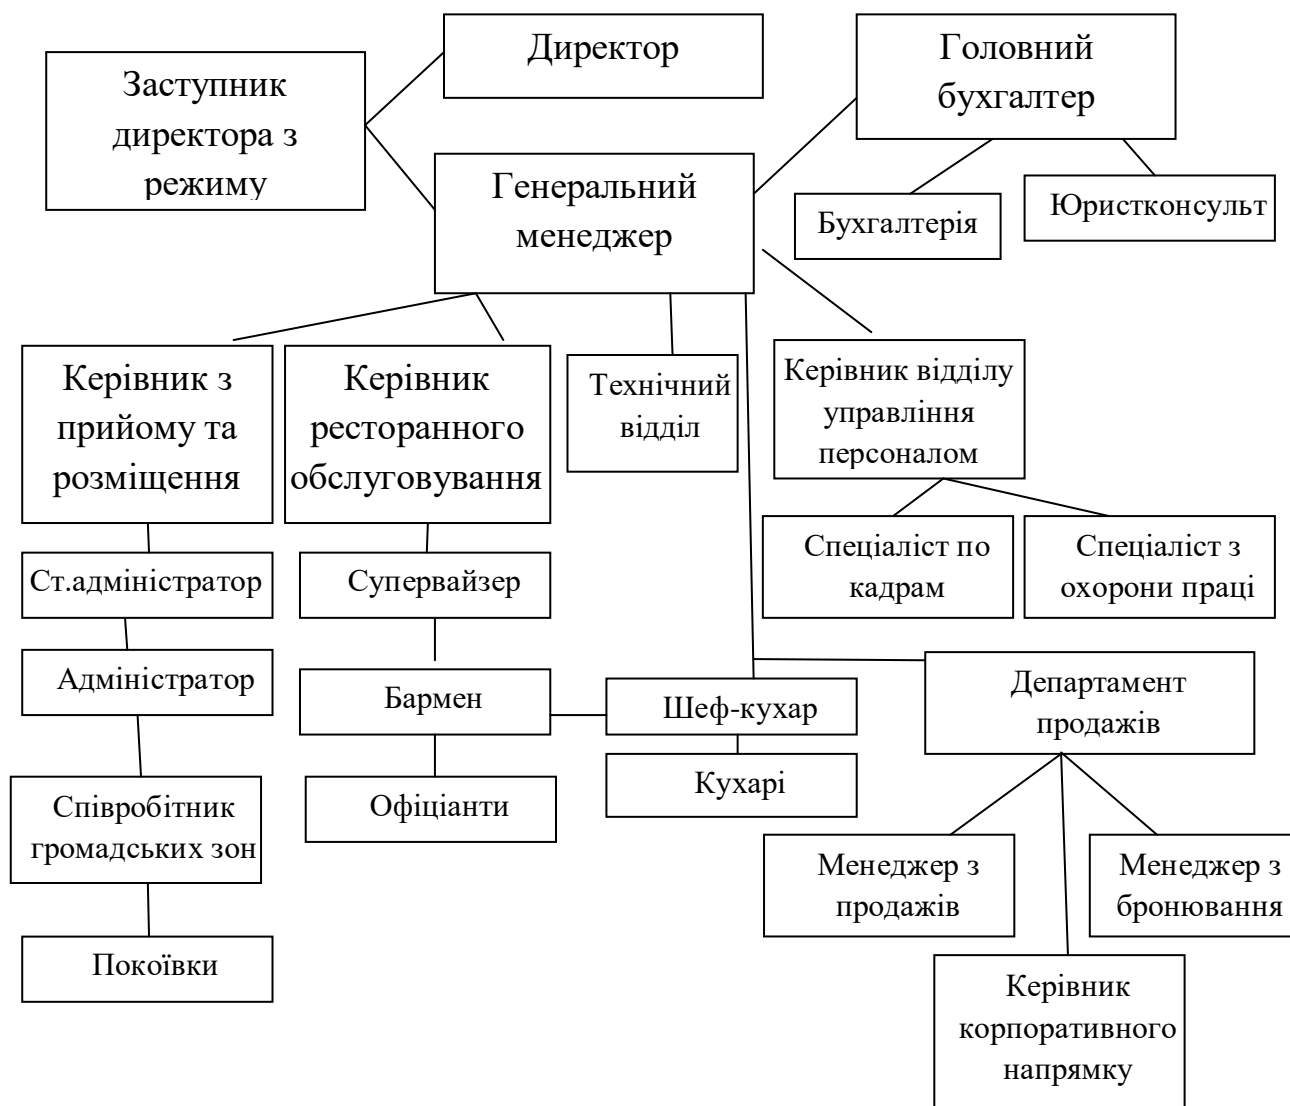 Директор
Головний
бухгалтер
Заступник
директора з
режиму
Генеральний
менеджер
Бухгалтерія
Юристконсульт
Керівник з
прийому та
розміщення
Керівник
ресторанного
обслуговування
Технічний
відділ
Керівник відділу
управління
персоналом
Ст.адміністратор
Супервайзер
Спеціаліст по
кадрам
Спеціаліст з
охорони праці
Адміністратор
Бармен
Шеф-кухар
Департамент
продажів
Співробітник
громадських зон
Офіціанти
Кухарі
Менеджер з
продажів
Менеджер з
бронювання
Покоївки
Керівник
корпоративного
напрямку